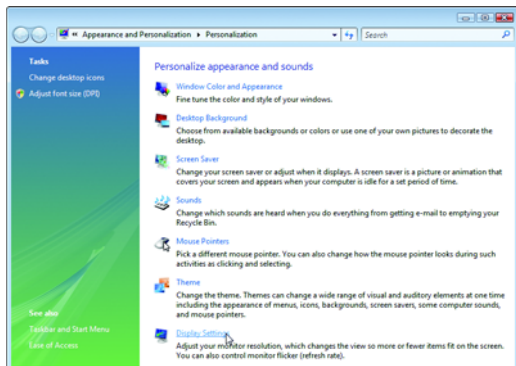 « Appearance and Personalization ▸ Personalization
Search
Tasks
Change desktop icons
Adjust font size (DPI)
See also
Taskbar and Start Menu
Ease of Access
Personalize appearance and sounds
Window Color and Appearance
Fine tune the color and style of your windows.
Desktop Background
Choose from available backgrounds or colors or use one of your own pictures to decorate the
desktop.
Screen Saver
Change your screen saver or adjust when it displays. A screen saver is a picture or animation that
covers your screen and appears when your computer is idle for a set period of time.
Sounds
Change which sounds are heard when you do everything from getting e-mail to emptying your
Recycle Bin.
Mouse Pointers
Pick a different mouse pointer. You can also change how the mouse pointer looks during such
activities as clicking and selecting.
Theme
Change the theme. Themes can change a wide range of visual and auditory elements at one time
including the appearance of menus, icons, backgrounds, screen savers, some computer sounds,
and mouse pointers.
Display Settings
Adjust your monitor resolution, which changes the view so more or fewer items fit on the screen.
You can also control monitor flicker (refresh rate).